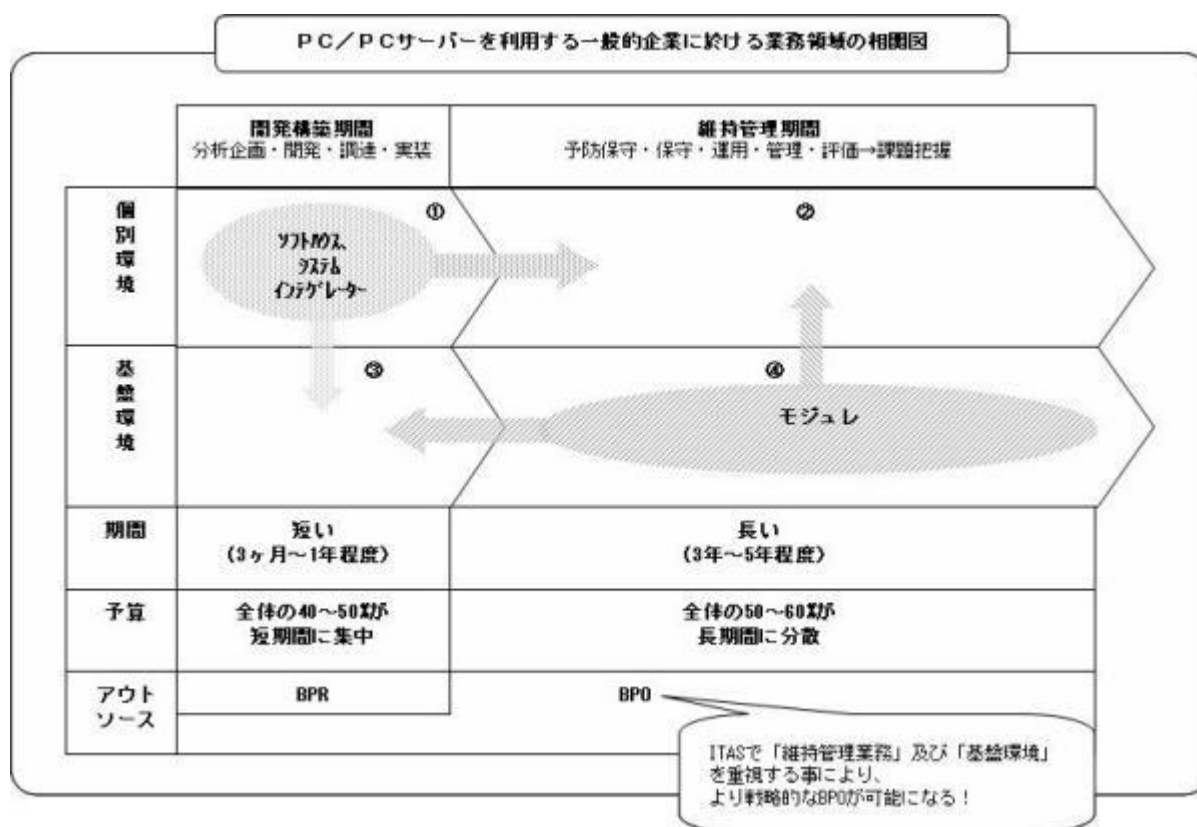 PC/PCサーバーを利用する一般的企業に於ける業務領域の相関図
開発構築期間
分析企画・開発・調達・実装
維持管理期間
予防保守・保守・運用・管理・評価→課題把握
個別環境
①
ソフトハウス、
システム
インテグレーター
②
基盤環境
③
④
モジュレ
期間
短い
(3ヶ月～1年程度)
長い
(3年～5年程度)
予算
全体の40～50%が
短期間に集中
全体の50～60%が
長期間に分散
アウト
ソース
BPR
BPO
ITASで「維持管理業務」及び「基盤環境」
を重視する事により、
より戦略的なBPOが可能になる！